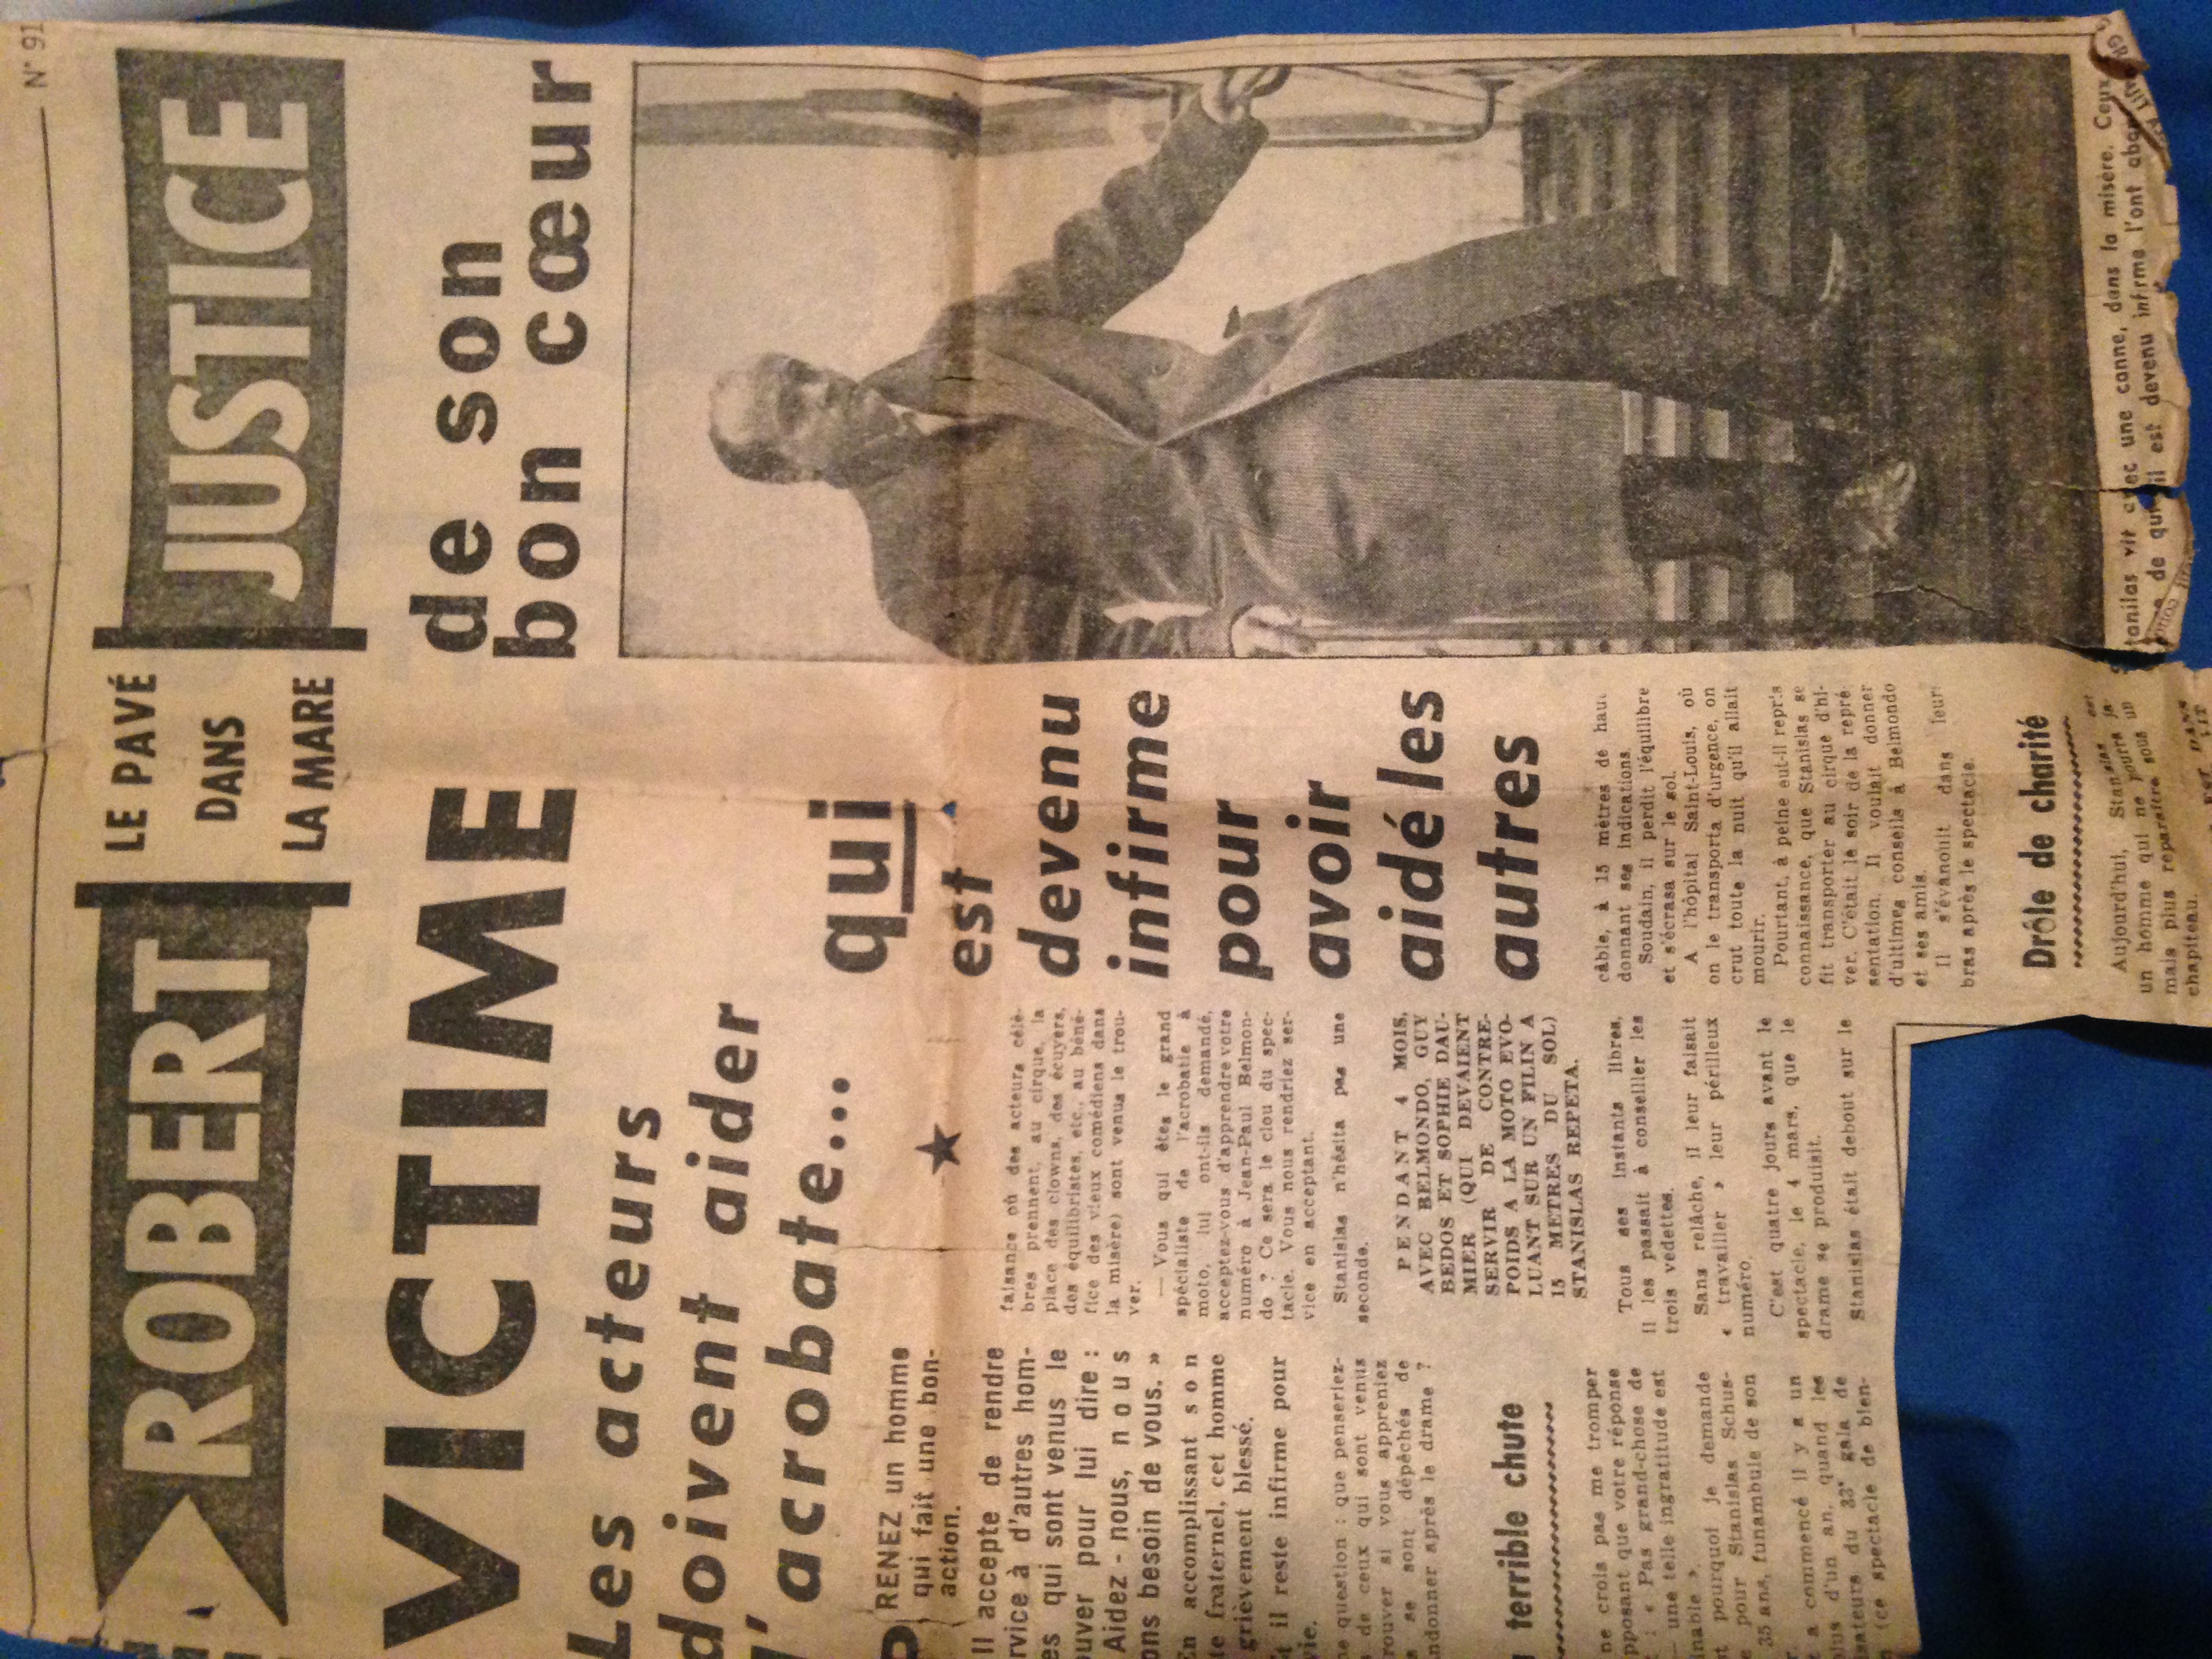 N° 91
ROBERT
LE PAVÉ
DANS
LA MARE
JUSTICE
VICTIME de son
bon cœur
Les acteurs
doivent aider
l'acrobate... qui
est
devenu
infirme
pour
avoir
aidé les
autres
PRENEZ un homme
qui fait une bon-
action.
Il accepte de rendre
rvice à d'autres hom-
es qui sont venus le
ouver pour lui dire :
Aidez-nous, nous
ons besoin de vous. »
En accomplissant son
te fraternel, cet homme
grièvement blessé.
t il reste infirme pour
vie.
ne question : que penseriez-
s de ceux qui sont venus
rouver si vous appreniez
s se sont dépêchés de
ndonner après le drame ?
terrible chute
ne crois pas me tromper
pposant que votre réponse
t : « Pas grand-chose de
— une telle ingratitude est
inable ».
t pourquoi je demande
e pour Stanislas Schus-
35 ans, funambule de son
r.
a commencé il y a un
plus d'un an, quand les
isateurs du 33e gala de
n (ce spectacle de bien-
faisance où des acteurs célè-
bres prennent, au cirque, la
place des clowns, des écuyers,
des équilibristes, etc., au béné-
fice des vieux comédiens dans
la misère) sont venus le trou-
ver.
— Vous qui êtes le grand
spécialiste de l'acrobatie à
moto, lui ont-ils demandé,
acceptez-vous d'apprendre votre
numéro à Jean-Paul Belmon-
do ? Ce sera le clou du spec-
tacle. Vous nous rendriez ser-
vice en acceptant.
Stanislas n'hésita pas une
seconde.
PENDANT 4 MOIS,
AVEC BELMONDO, GUY
BEDOS ET SOPHIE DAU-
MIER (QUI DEVAIENT
SERVIR DE CONTRE-
POIDS A LA MOTO EVO-
LUANT SUR UN FILIN A
15 METRES DU SOL)
STANISLAS REPETA.
Tous ses instants libres,
il les passait à conseiller les
trois vedettes.
Sans relâche, il leur faisait
« travailler » leur périlleux
numéro.
C'est quatre jours avant le
spectacle, le 4 mars, que le
drame se produisit.
Stanislas était debout sur le
câble, à 15 mètres de haut
donnant ses indications.
Soudain, il perdit l'équilibre
et s'écrasa sur le sol.
A l'hôpital Saint-Louis, où
on le transporta d'urgence, on
crut toute la nuit qu'il allait
mourir.
Pourtant, à peine eut-il repris
connaissance, que Stanislas se
fit transporter au cirque d'hi-
ver. C'était le soir de la repré-
sentation. Il voulait donner
d'ultimes conseils à Belmondo
et ses amis.
Il s'évanouit dans leurs
bras après le spectacle.
Drôle de charité
Aujourd'hui, Stanislas est
un homme qui ne pourra ja-
mais plus reparaître sous un
chapiteau.
EST DANS
LIT
Stanilas vit avec une canne, dans la misère. Ceux
de qui il est devenu infirme l'ont aban